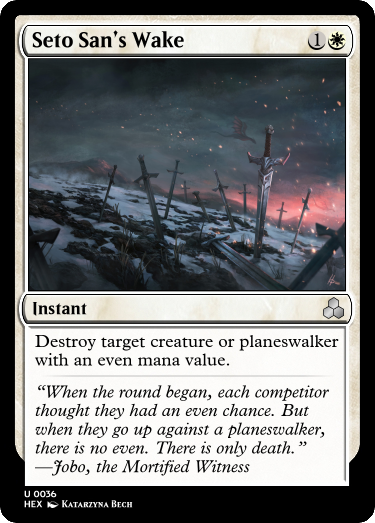 Seto San's Wake 1
Instant
Destroy target creature or planeswalker
with an even mana value.
“When the round began, each competitor
thought they had an even chance. But
when they go up against a planeswalker,
there is no even. There is only death.”
—Jobo, the Mortified Witness
U 0036
HEX Katarzyna Bech